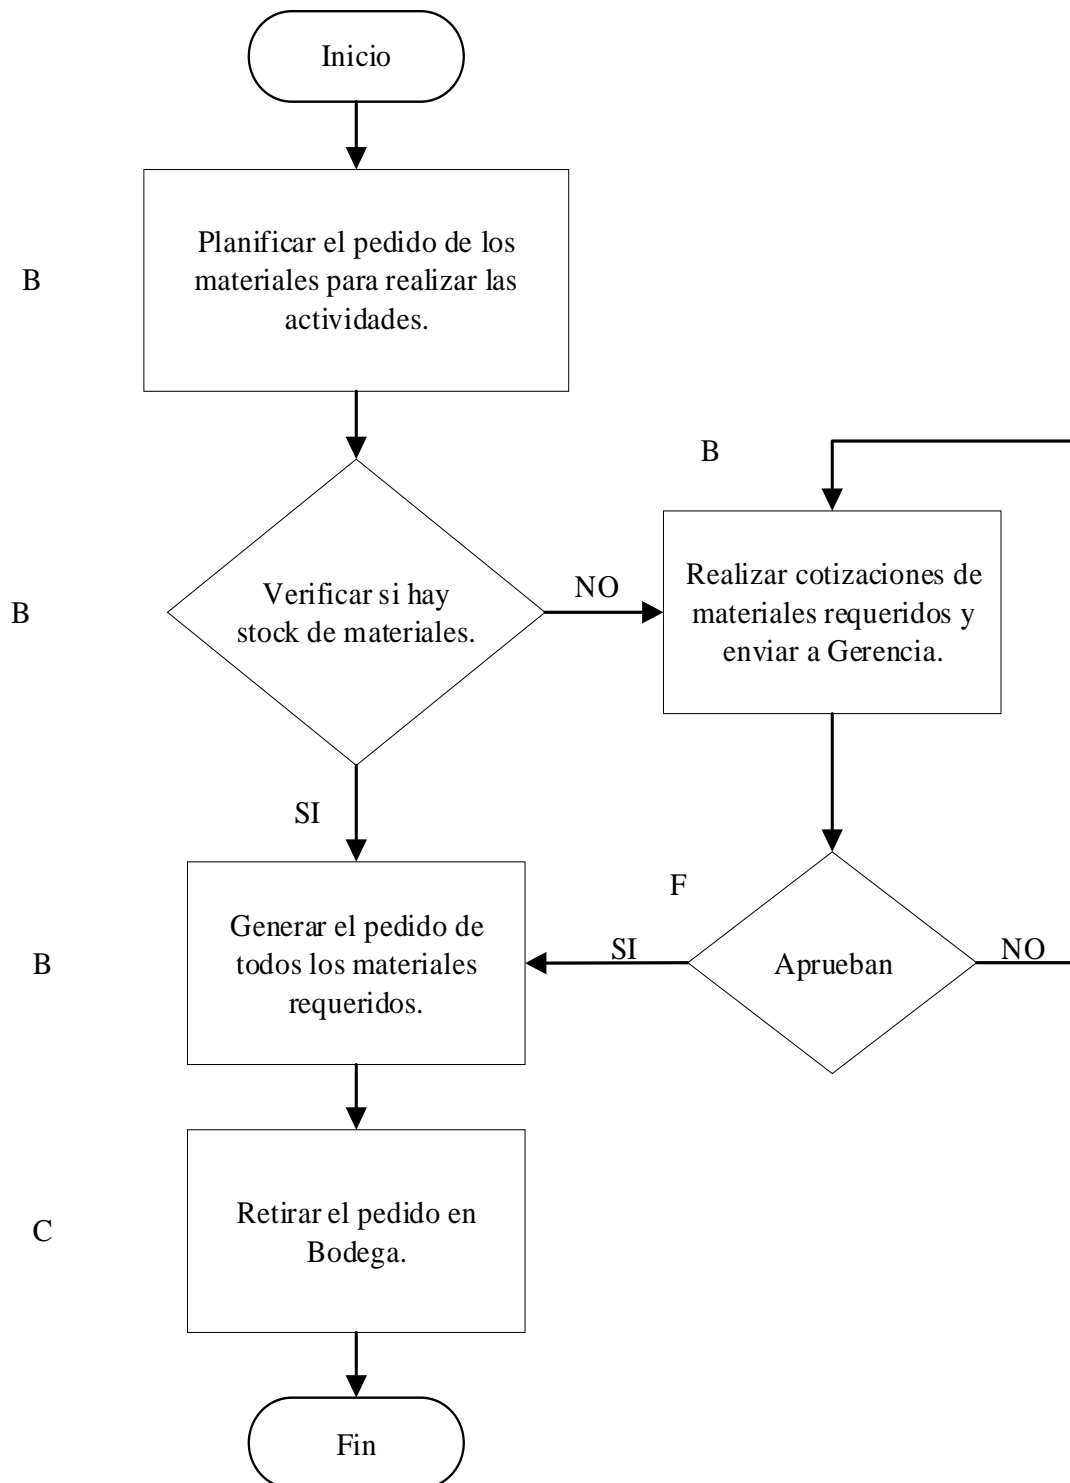 Inicio
B
Planificar el pedido de los
materiales para realizar las
actividades.
B
Verificar si hay
stock de materiales.
NO
B
Realizar cotizaciones de
materiales requeridos y
enviar a Gerencia.
SI
B
Generar el pedido de
todos los materiales
requeridos.
SI
F
Aprueban
NO
C
Retirar el pedido en
Bodega.
Fin